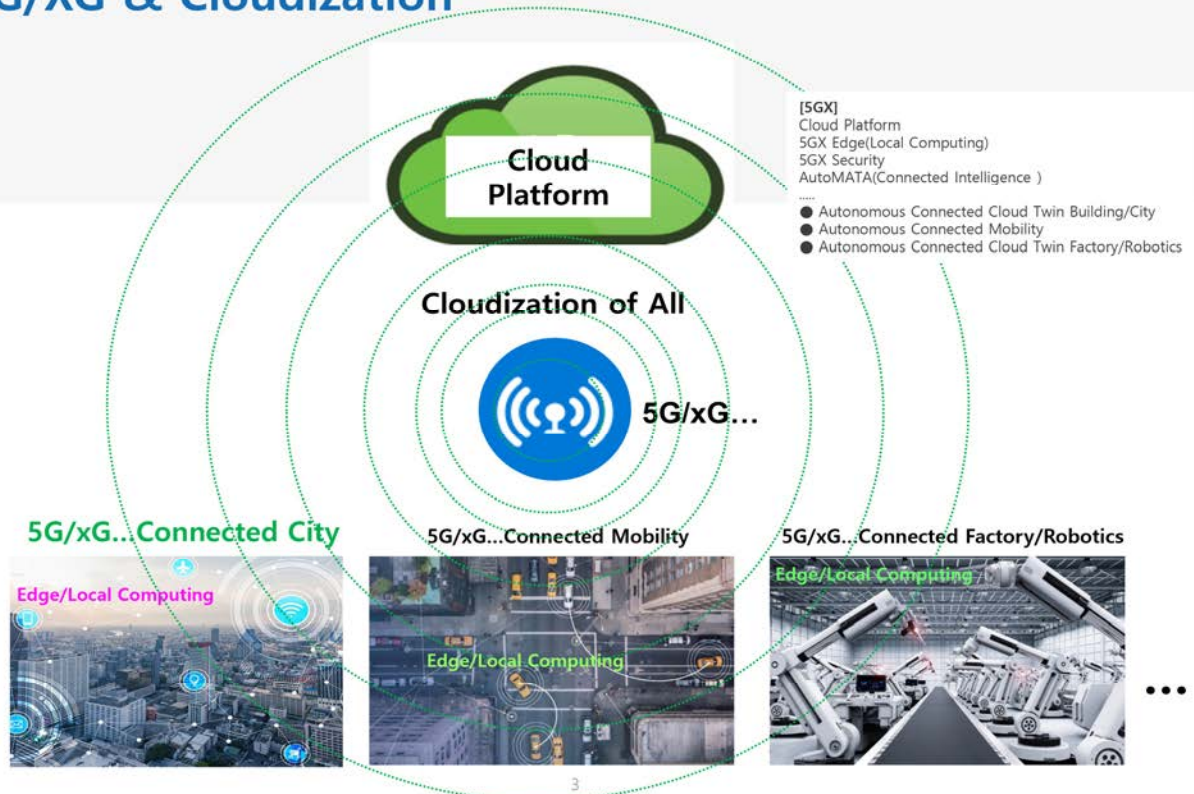 G/XG & Cloudization
Cloud
Platform
[5GX]
Cloud Platform
5GX Edge(Local Computing)
5GX Security
AutoMATA(Connected Intelligence )
.....
● Autonomous Connected Cloud Twin Building/City
● Autonomous Connected Mobility
● Autonomous Connected Cloud Twin Factory/Robotics
Cloudization of All
5G/xG...
5G/xG...Connected City
5G/xG...Connected Mobility
5G/xG...Connected Factory/Robotics
Edge/Local Computing
Edge/Local Computing
Edge/Local Computing
...
3